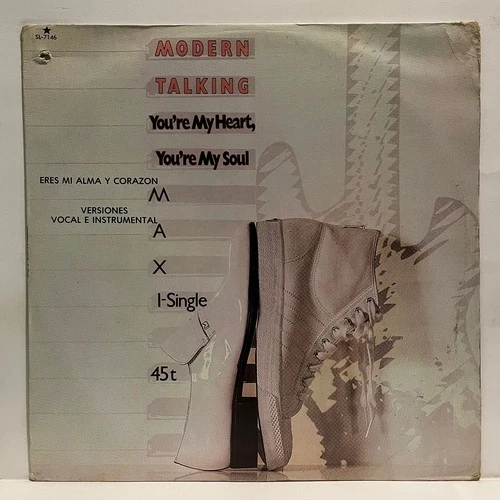 ★
SL-7146
MODERN
TALKING
You're My Heart,
You're My Soul
ERES MI ALMA Y CORAZON
VERSIONES
VOCAL E INSTRUMENTAL
M
A
X
I-Single
45t